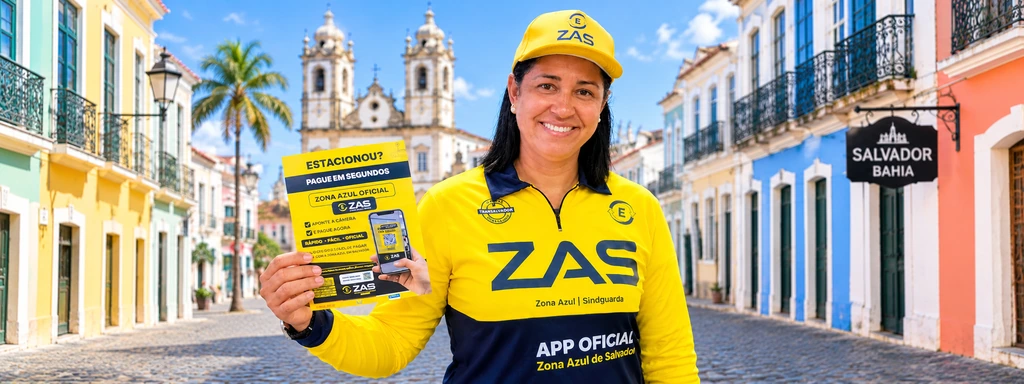 E
ZAS
ESTACIONOU?
PAGUE EM SEGUNDOS
ZONA AZUL OFICIAL
ZAS
APONTE A CÂMERA
E PAGUE AGORA
RÁPIDO • FÁCIL • OFICIAL
ZAS
TRANSALVADOR
E
ZAS
Zona Azul | Sindguarda
APP OFICIAL
Zona Azul de Salvador
SALVADOR
BAHIA